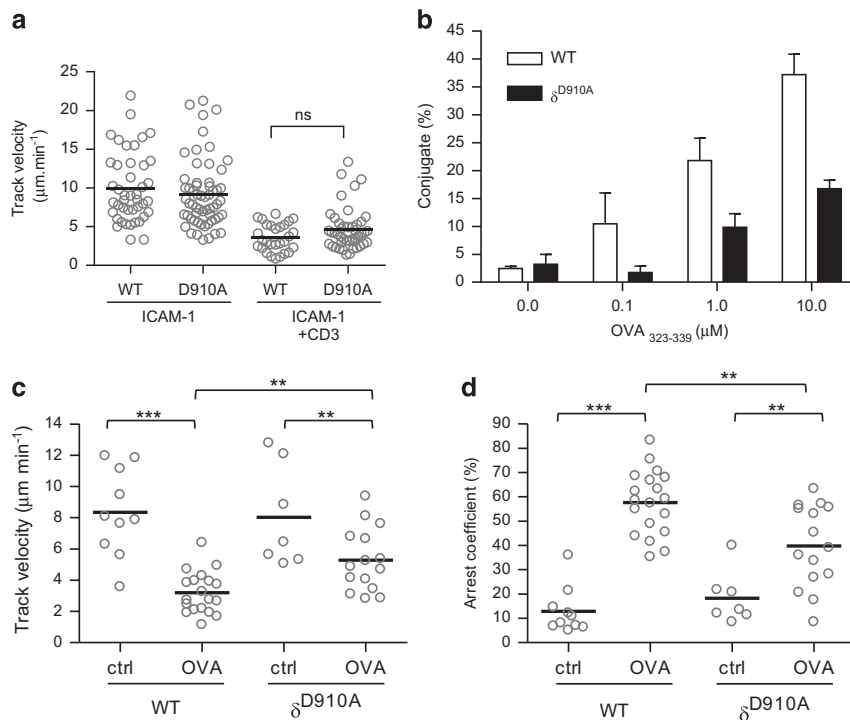 a
Track velocity
(µm.min-1)
25
20
15
10
5
0
ns
WT
D910A
WT
D910A
ICAM-1
ICAM-1
+CD3
b
Conjugate (%)
45
40
35
30
25
20
15
10
5
0
WT
δD910A
0.0
0.1
1.0
10.0
OVA 323-339 (µM)
c
Track velocity (µm min-1)
14
12
10
8
6
4
2
0
**
***
**
ctrl
OVA
ctrl
OVA
WT
δD910A
d
Arrest coefficient (%)
90
80
70
60
50
40
30
20
10
0
**
***
**
ctrl
OVA
ctrl
OVA
WT
δD910A